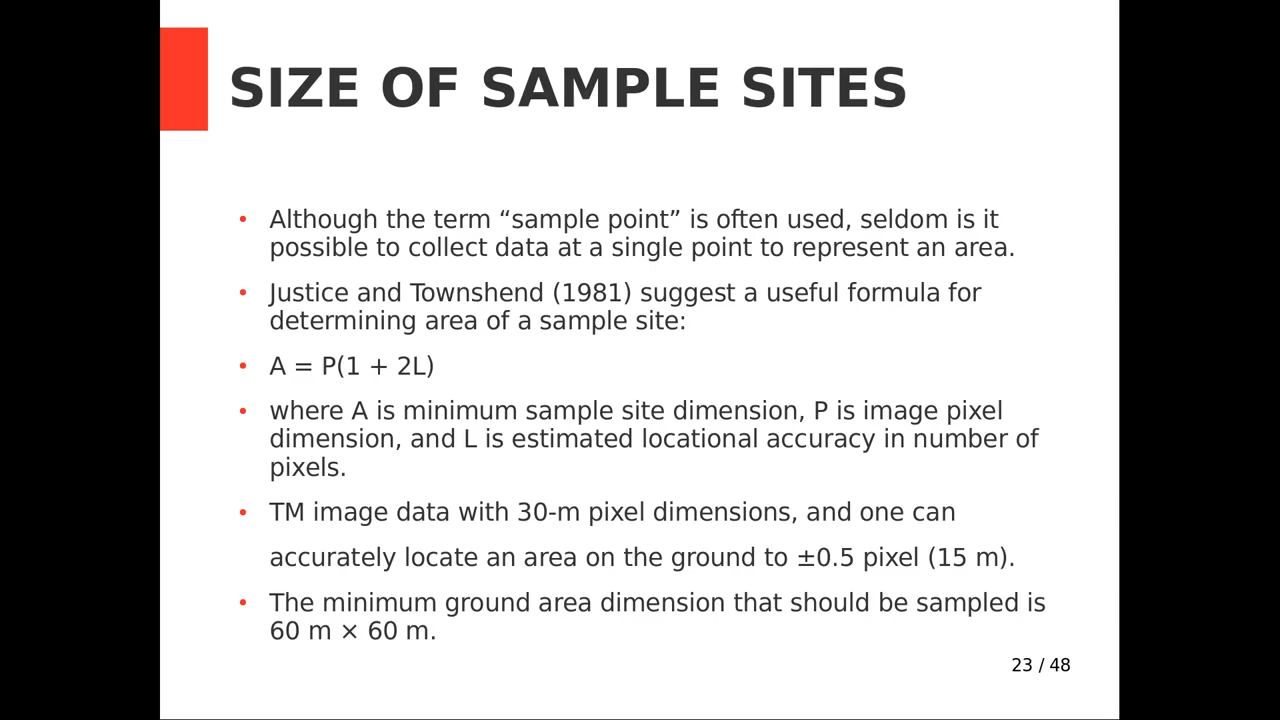 SIZE OF SAMPLE SITES
• Although the term “sample point” is often used, seldom is it
possible to collect data at a single point to represent an area.
• Justice and Townshend (1981) suggest a useful formula for
determining area of a sample site:
• A = P(1 + 2L)
• where A is minimum sample site dimension, P is image pixel
dimension, and L is estimated locational accuracy in number of
pixels.
• TM image data with 30-m pixel dimensions, and one can
accurately locate an area on the ground to ±0.5 pixel (15 m).
• The minimum ground area dimension that should be sampled is
60 m × 60 m.
23 / 48